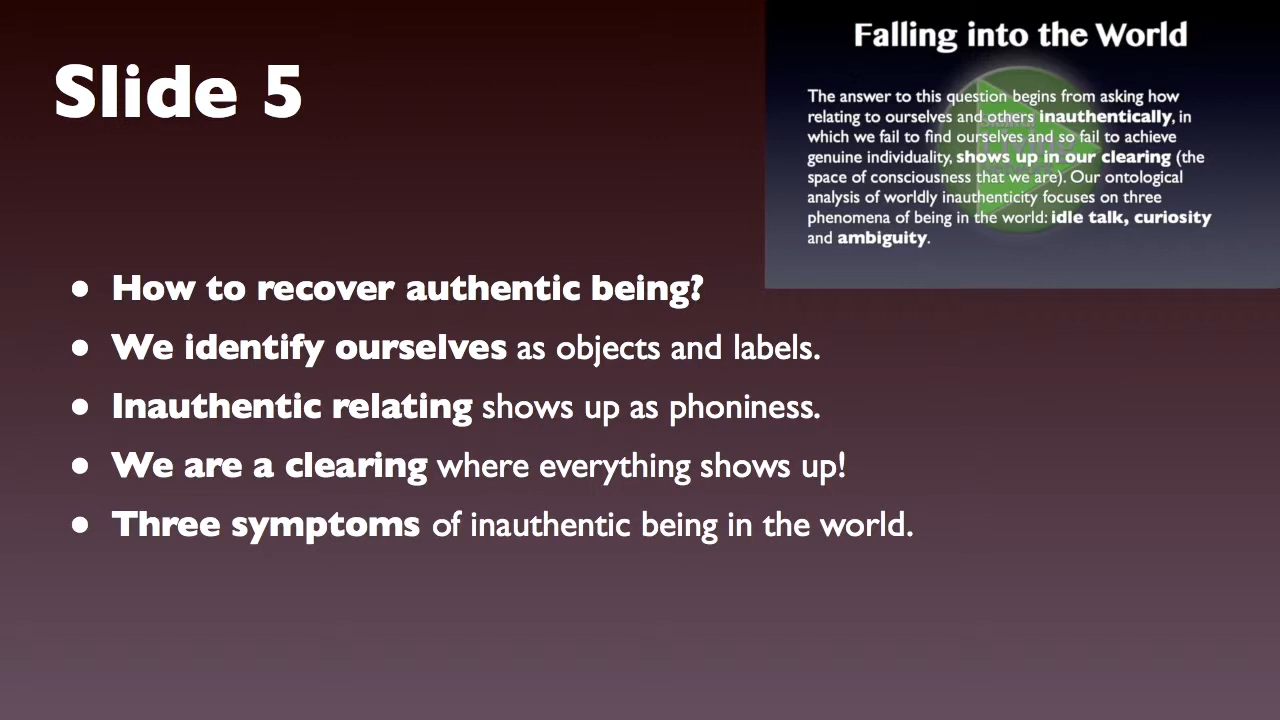 Slide 5
Falling into the World
The answer to this question begins from asking how
relating to ourselves and others inauthentically, in
which we fail to find ourselves and so fail to achieve
genuine individuality, shows up in our clearing (the
space of consciousness that we are). Our ontological
analysis of worldly inauthenticity focuses on three
phenomena of being in the world: idle talk, curiosity
and ambiguity.
● How to recover authentic being?
● We identify ourselves as objects and labels.
● Inauthentic relating shows up as phoniness.
● We are a clearing where everything shows up!
● Three symptoms of inauthentic being in the world.